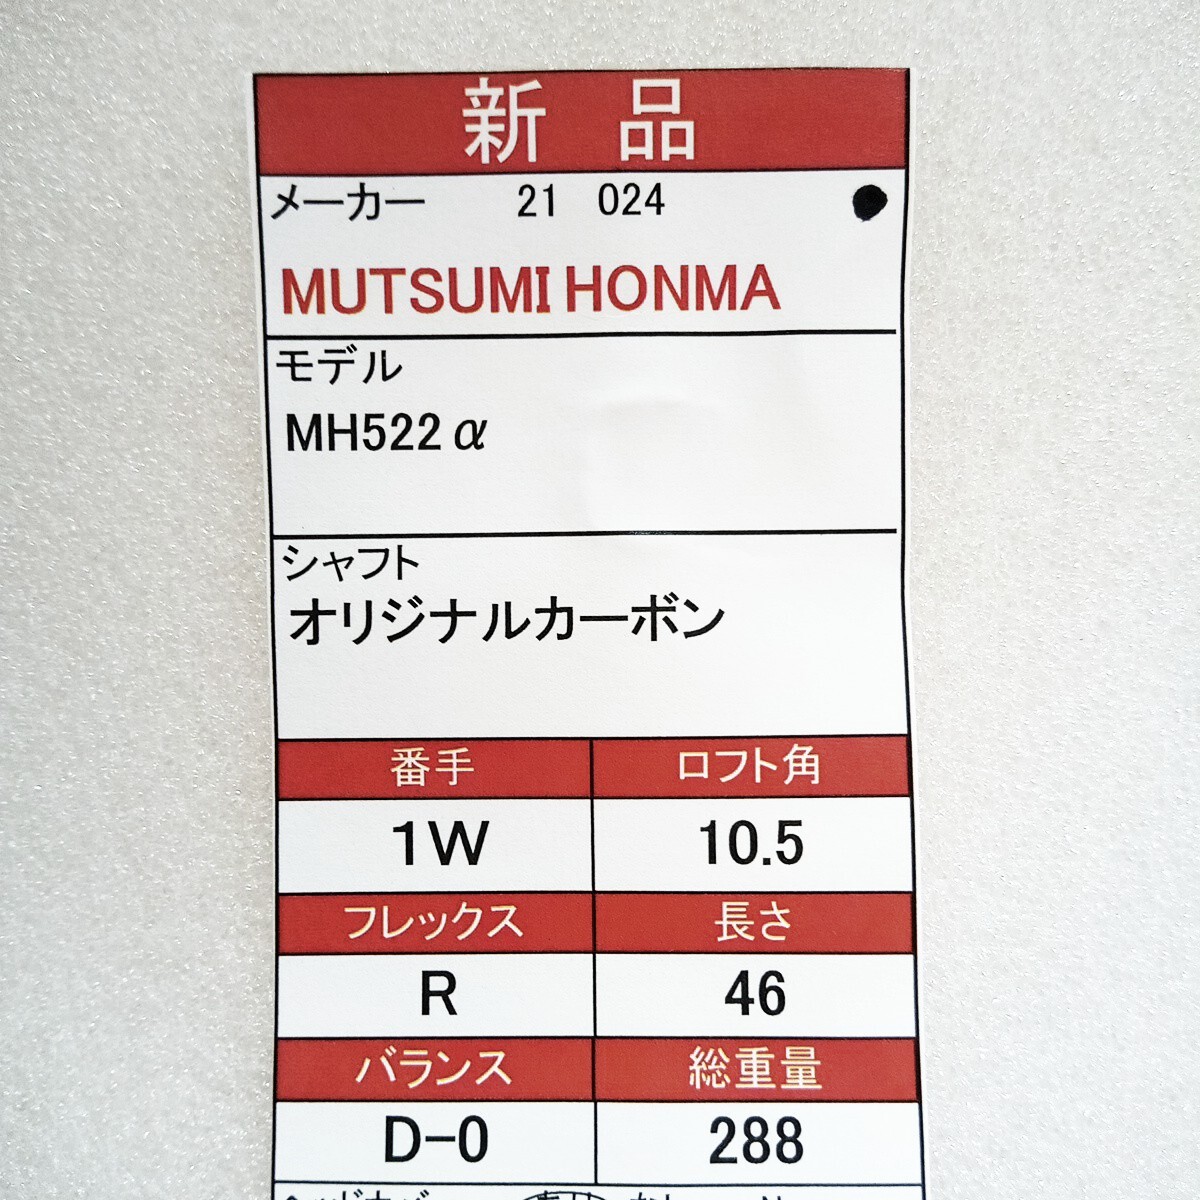 新 品
メーカー 21 024
MUTSUMI HONMA
モデル
MH522α
シャフト
オリジナルカーボン
番手 ロフト角
1W 10.5
フレックス 長さ
R 46
バランス 総重量
D-0 288